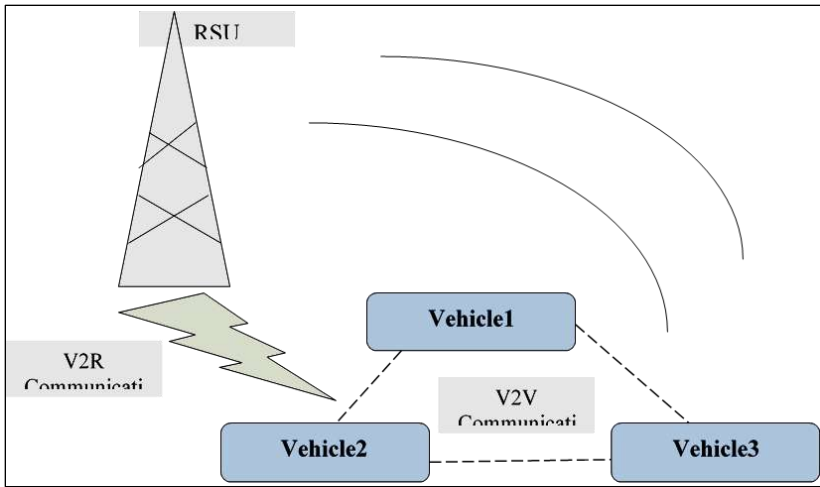 RSU
Vehicle1
V2R
Communicati
V2V
Communicati
Vehicle2
Vehicle3